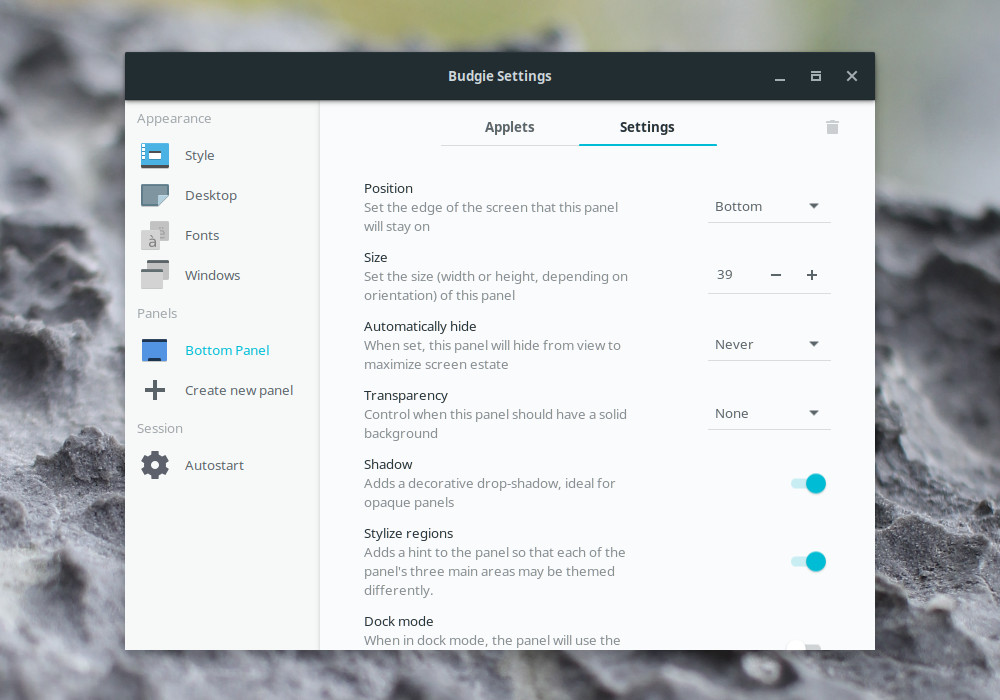 Budgie Settings
Appearance
Style
Desktop
Fonts
Windows
Panels
Bottom Panel
Create new panel
Session
Autostart
Applets
Settings
Position
Set the edge of the screen that this panel
will stay on
Bottom
Size
Set the size (width or height, depending on
orientation) of this panel
39
Automatically hide
When set, this panel will hide from view to
maximize screen estate
Never
Transparency
Control when this panel should have a solid
background
None
Shadow
Adds a decorative drop-shadow, ideal for
opaque panels
Stylize regions
Adds a hint to the panel so that each of the
panel's three main areas may be themed
differently.
Dock mode
When in dock mode, the panel will use the